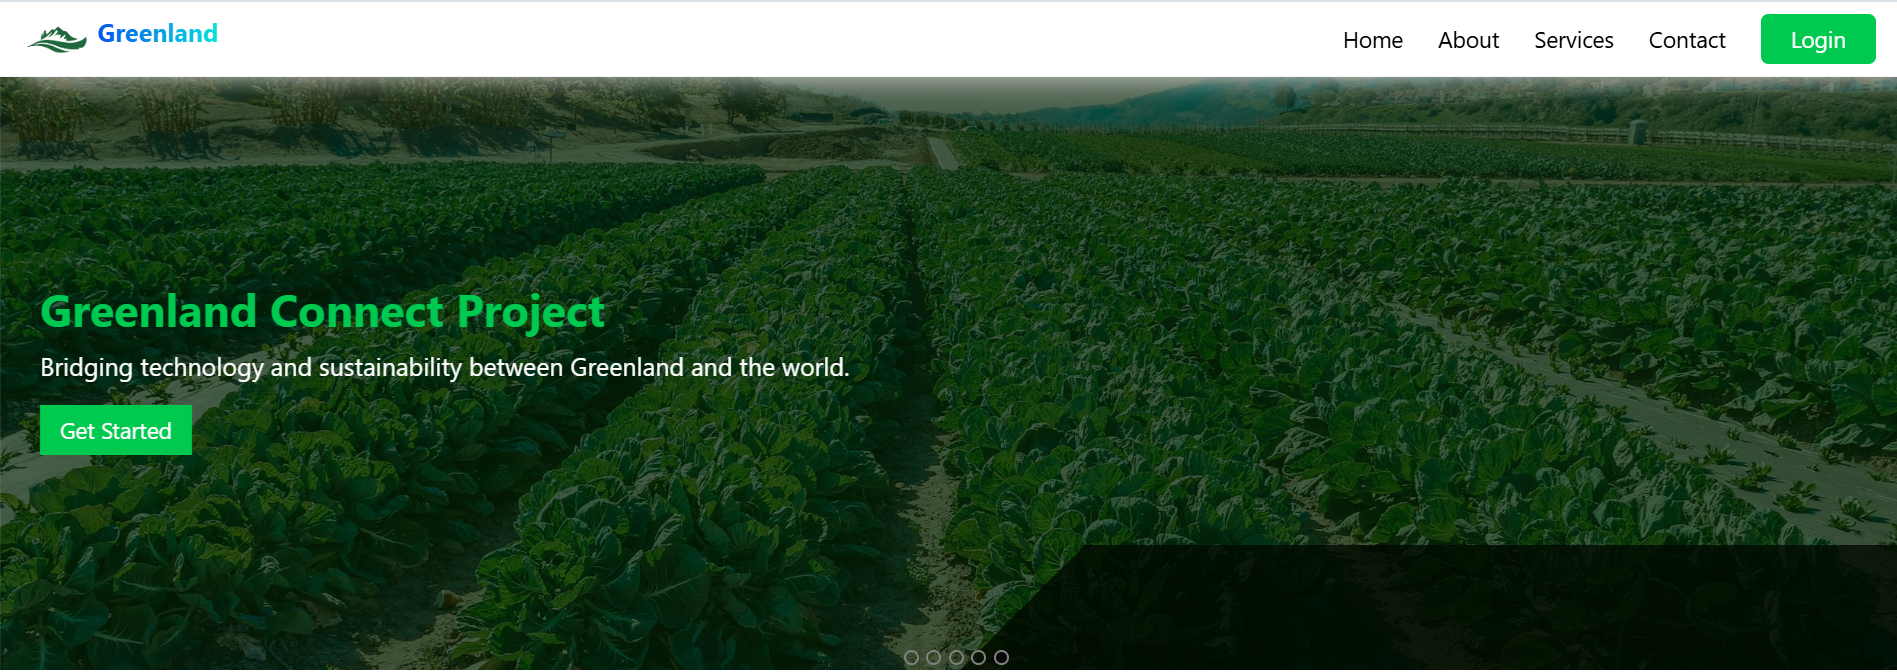 Greenland
Home About Services Contact Login
Greenland Connect Project
Bridging technology and sustainability between Greenland and the world.
Get Started